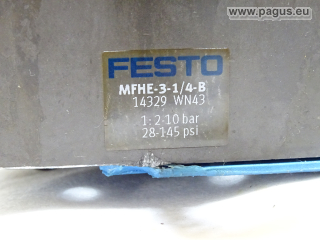 www.pagus.eu
FESTO
MFHE-3-1/4-B
14329 WN43
1: 2-10 bar
28-145 psi